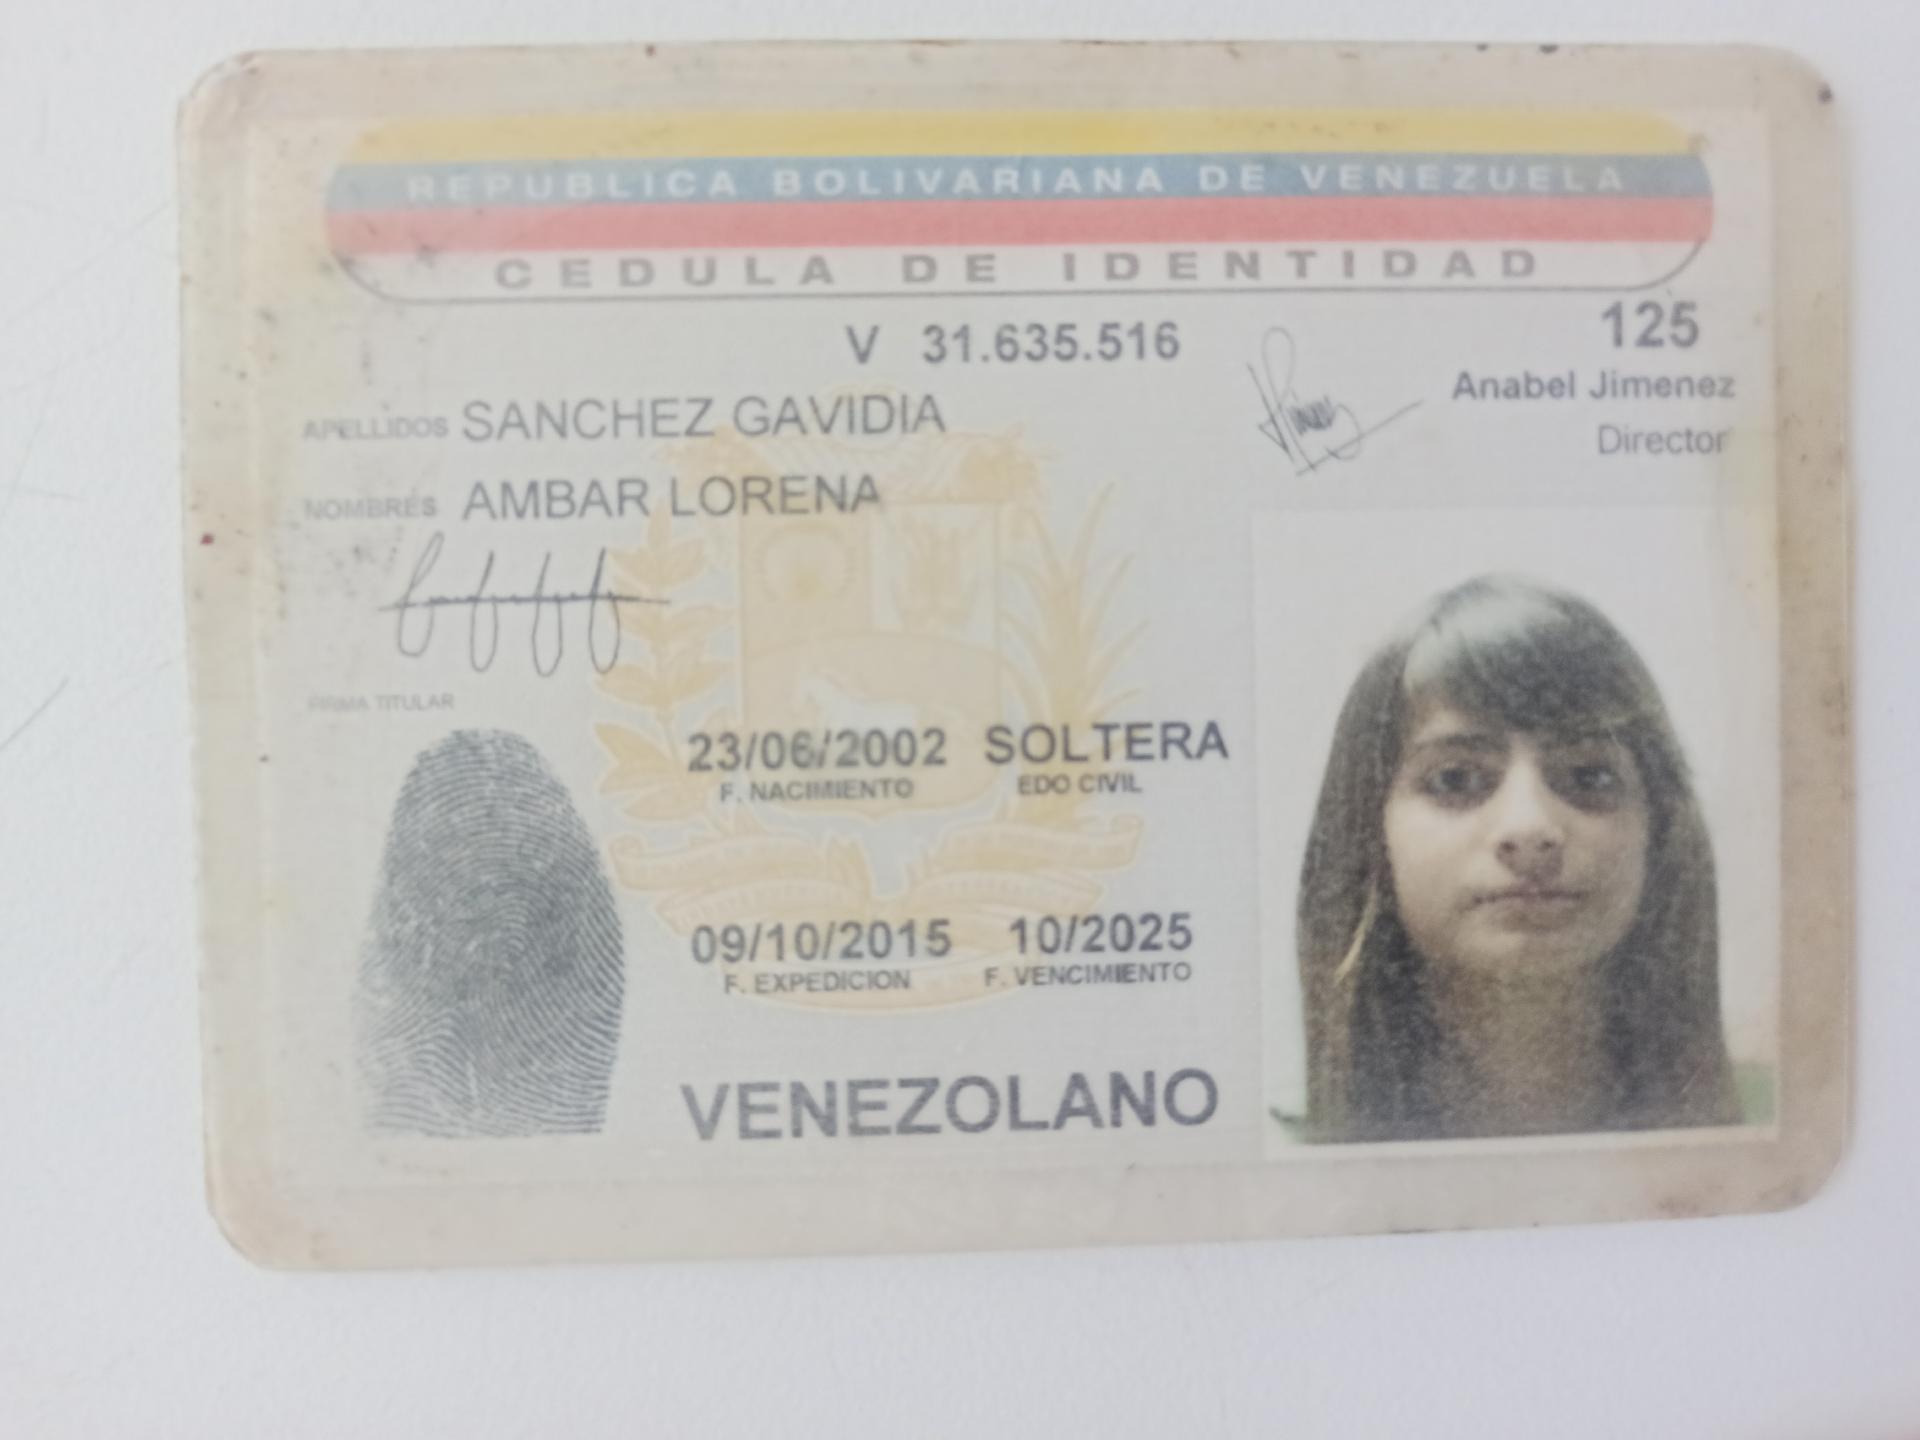 REPUBLICA BOLIVARIANA DE VENEZUELA
CEDULA DE IDENTIDAD
V 31.635.516
125
Anabel Jimenez
Director
APELLIDOS SANCHEZ GAVIDIA
NOMBRES AMBAR LORENA
FIRMA TITULAR
23/06/2002 SOLTERA
F. NACIMIENTO EDO CIVIL
09/10/2015 10/2025
F. EXPEDICION F. VENCIMIENTO
VENEZOLANO